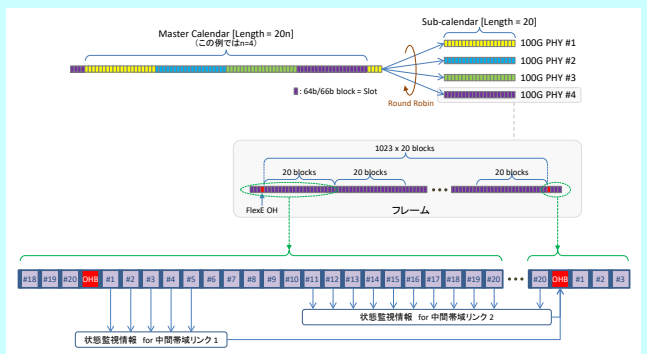 Master Calendar [Length = 20n]
(この例ではn=4)
Sub-calendar [Length = 20]
100G PHY #1
100G PHY #2
100G PHY #3
100G PHY #4
: 64b/66b block = Slot
Round Robin
1023 x 20 blocks
20 blocks
20 blocks
20 blocks
FlexE OH
フレーム
#18 #19 #20 OHB #1 #2 #3 #4 #5 #6 #7 #8 #9 #10 #11 #12 #13 #14 #15 #16 #17 #18 #19 #20 ••• #20 OHB #1 #2 #3
状態監視情報 for 中間帯域リンク 2
状態監視情報 for 中間帯域リンク 1